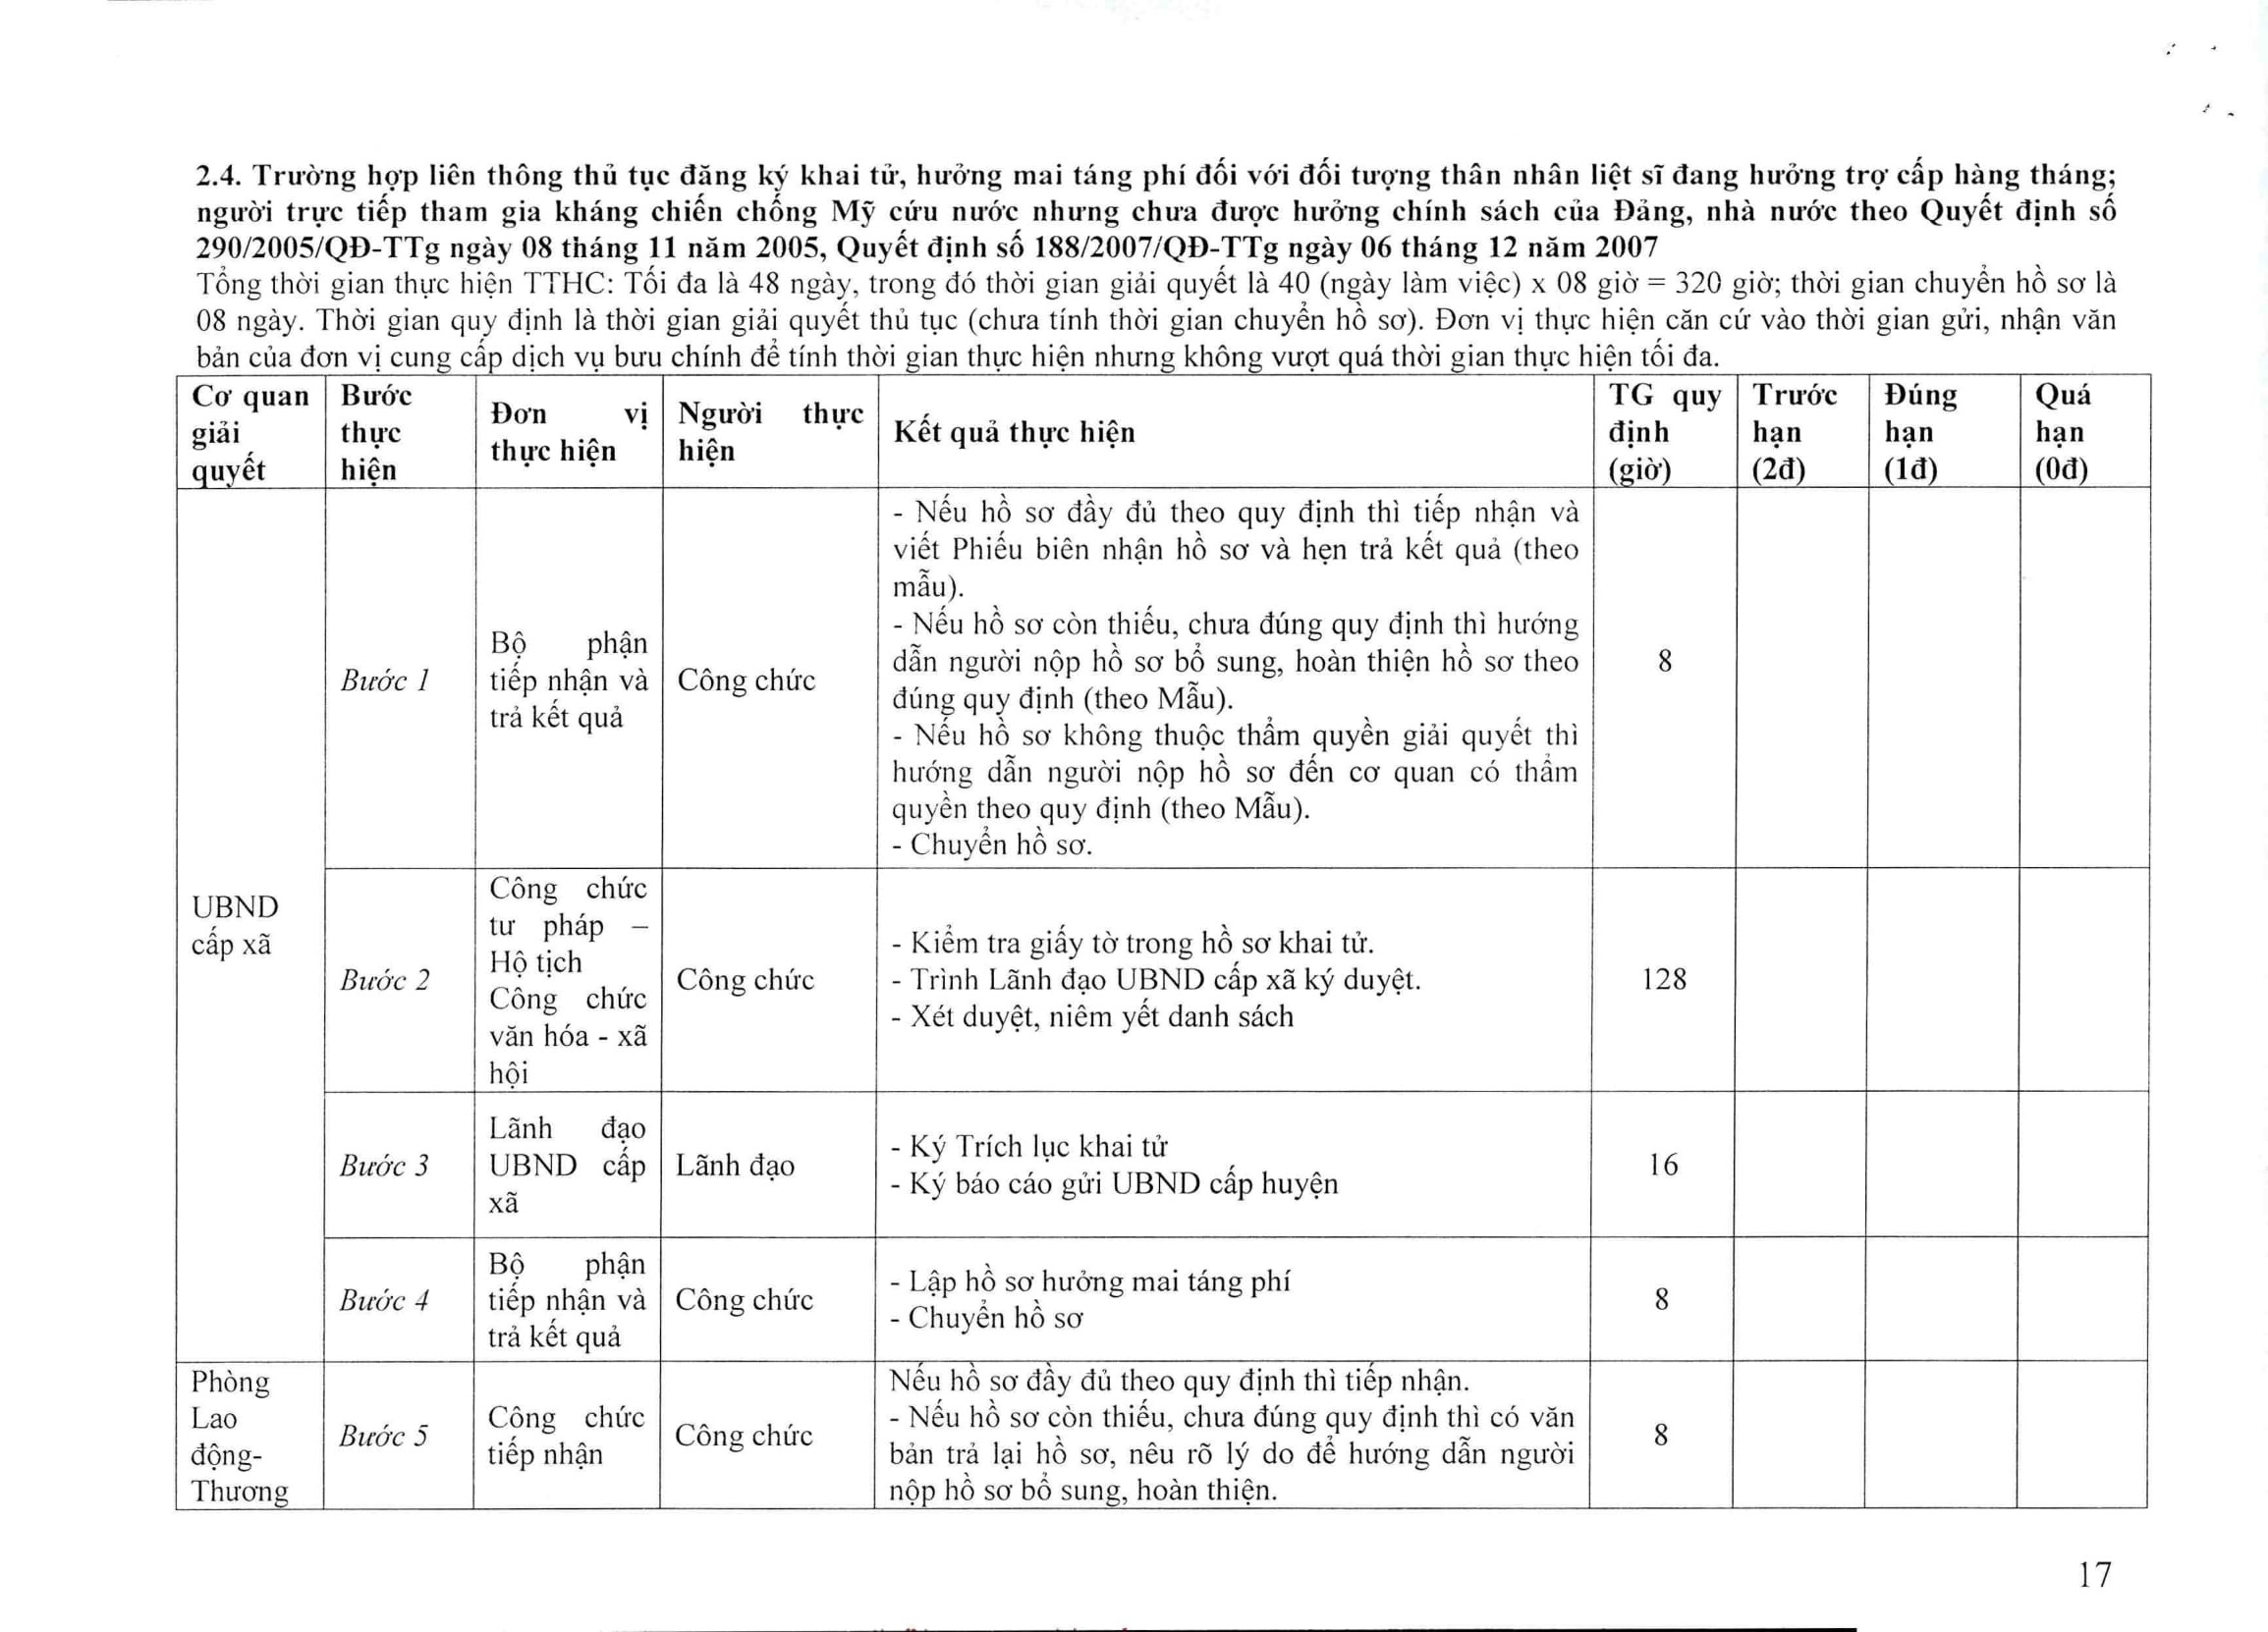 2.4. Trường hợp liên thông thủ tục đăng ký khai tử, hưởng mai táng phí đối với đối tượng thân nhân liệt sĩ đang hưởng trợ cấp hàng tháng;
người trực tiếp tham gia kháng chiến chống Mỹ cứu nước nhưng chưa được hưởng chính sách của Đảng, nhà nước theo Quyết định số
290/2005/QĐ-TTg ngày 08 tháng 11 năm 2005, Quyết định số 188/2007/QĐ-TTg ngày 06 tháng 12 năm 2007
Tổng thời gian thực hiện TTHC: Tối đa là 48 ngày, trong đó thời gian giải quyết là 40 (ngày làm việc) x 08 giờ = 320 giờ; thời gian chuyển hồ sơ là
08 ngày. Thời gian quy định là thời gian giải quyết thủ tục (chưa tính thời gian chuyển hồ sơ). Đơn vị thực hiện căn cứ vào thời gian gửi, nhận văn
bản của đơn vị cung cấp dịch vụ bưu chính để tính thời gian thực hiện nhưng không vượt quá thời gian thực hiện tối đa.
Cơ quan
giải
quyết
Bước
thực
hiện
Đơn vị
thực hiện
Người thực
hiện
Kết quả thực hiện
TG quy
định
(giờ)
Trước
hạn
(2đ)
Đúng
hạn
(1đ)
Quá
hạn
(0đ)
UBND
cấp xã
Bước 1
Bộ phận
tiếp nhận và
trả kết quả
Công chức
- Nếu hồ sơ đầy đủ theo quy định thì tiếp nhận và
viết Phiếu biên nhận hồ sơ và hẹn trả kết quả (theo
mẫu).
- Nếu hồ sơ còn thiếu, chưa đúng quy định thì hướng
dẫn người nộp hồ sơ bổ sung, hoàn thiện hồ sơ theo
đúng quy định (theo Mẫu).
- Nếu hồ sơ không thuộc thẩm quyền giải quyết thì
hướng dẫn người nộp hồ sơ đến cơ quan có thẩm
quyền theo quy định (theo Mẫu).
- Chuyển hồ sơ.
8
Bước 2
Công chức
tư pháp –
Hộ tịch
Công chức
văn hóa - xã
hội
Công chức
- Kiểm tra giấy tờ trong hồ sơ khai tử.
- Trình Lãnh đạo UBND cấp xã ký duyệt.
- Xét duyệt, niêm yết danh sách
128
Bước 3
Lãnh đạo
UBND cấp
xã
Lãnh đạo
- Ký Trích lục khai tử
- Ký báo cáo gửi UBND cấp huyện
16
Bước 4
Bộ phận
tiếp nhận và
trả kết quả
Công chức
- Lập hồ sơ hưởng mai táng phí
- Chuyển hồ sơ
8
Phòng
Lao
động-
Thương
Bước 5
Công chức
tiếp nhận
Công chức
Nếu hồ sơ đầy đủ theo quy định thì tiếp nhận.
- Nếu hồ sơ còn thiếu, chưa đúng quy định thì có văn
bản trả lại hồ sơ, nêu rõ lý do để hướng dẫn người
nộp hồ sơ bổ sung, hoàn thiện.
8
17